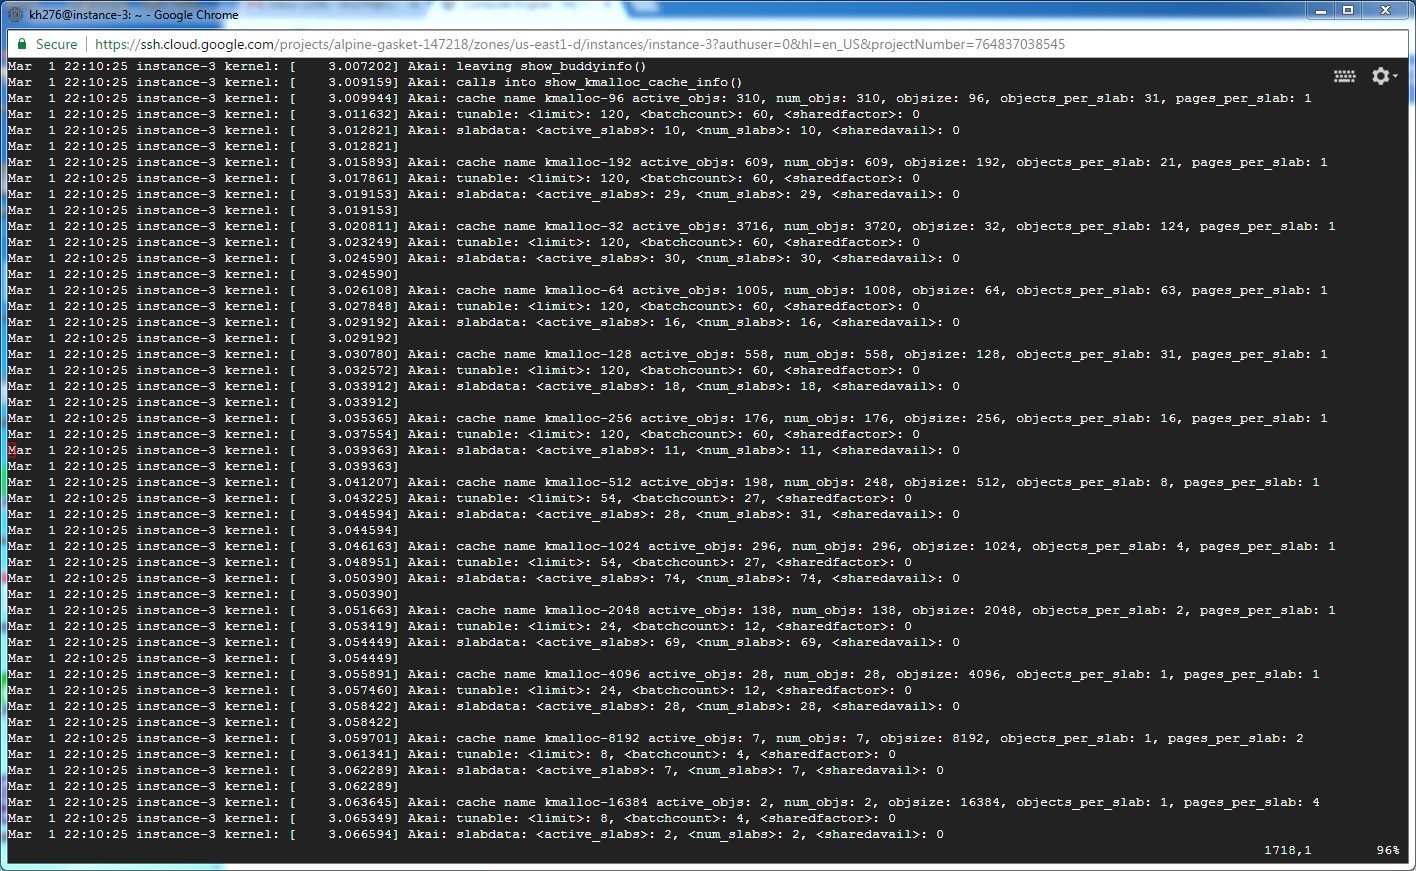 kh276@instance-3: ~ - Google Chrome
Secure | https://ssh.cloud.google.com/projects/alpine-gasket-147218/zones/us-east1-d/instances/instance-3?authuser=0&hl=en_US&projectNumber=764837038545
Mar  1 22:10:25 instance-3 kernel: [    3.007202] Akai: leaving show_buddyinfo()
Mar  1 22:10:25 instance-3 kernel: [    3.009159] Akai: calls into show_kmalloc_cache_info()
Mar  1 22:10:25 instance-3 kernel: [    3.009944] Akai: cache name kmalloc-96 active_objs: 310, num_objs: 310, objsize: 96, objects_per_slab: 31, pages_per_slab: 1
Mar  1 22:10:25 instance-3 kernel: [    3.011632] Akai: tunable: <limit>: 120, <batchcount>: 60, <sharedfactor>: 0
Mar  1 22:10:25 instance-3 kernel: [    3.012821] Akai: slabdata: <active_slabs>: 10, <num_slabs>: 10, <sharedavail>: 0
Mar  1 22:10:25 instance-3 kernel: [    3.012821]
Mar  1 22:10:25 instance-3 kernel: [    3.015893] Akai: cache name kmalloc-192 active_objs: 609, num_objs: 609, objsize: 192, objects_per_slab: 21, pages_per_slab: 1
Mar  1 22:10:25 instance-3 kernel: [    3.017861] Akai: tunable: <limit>: 120, <batchcount>: 60, <sharedfactor>: 0
Mar  1 22:10:25 instance-3 kernel: [    3.019153] Akai: slabdata: <active_slabs>: 29, <num_slabs>: 29, <sharedavail>: 0
Mar  1 22:10:25 instance-3 kernel: [    3.019153]
Mar  1 22:10:25 instance-3 kernel: [    3.020811] Akai: cache name kmalloc-32 active_objs: 3716, num_objs: 3720, objsize: 32, objects_per_slab: 124, pages_per_slab: 1
Mar  1 22:10:25 instance-3 kernel: [    3.023249] Akai: tunable: <limit>: 120, <batchcount>: 60, <sharedfactor>: 0
Mar  1 22:10:25 instance-3 kernel: [    3.024590] Akai: slabdata: <active_slabs>: 30, <num_slabs>: 30, <sharedavail>: 0
Mar  1 22:10:25 instance-3 kernel: [    3.024590]
Mar  1 22:10:25 instance-3 kernel: [    3.026108] Akai: cache name kmalloc-64 active_objs: 1005, num_objs: 1008, objsize: 64, objects_per_slab: 63, pages_per_slab: 1
Mar  1 22:10:25 instance-3 kernel: [    3.027848] Akai: tunable: <limit>: 120, <batchcount>: 60, <sharedfactor>: 0
Mar  1 22:10:25 instance-3 kernel: [    3.029192] Akai: slabdata: <active_slabs>: 16, <num_slabs>: 16, <sharedavail>: 0
Mar  1 22:10:25 instance-3 kernel: [    3.029192]
Mar  1 22:10:25 instance-3 kernel: [    3.030780] Akai: cache name kmalloc-128 active_objs: 558, num_objs: 558, objsize: 128, objects_per_slab: 31, pages_per_slab: 1
Mar  1 22:10:25 instance-3 kernel: [    3.032572] Akai: tunable: <limit>: 120, <batchcount>: 60, <sharedfactor>: 0
Mar  1 22:10:25 instance-3 kernel: [    3.033912] Akai: slabdata: <active_slabs>: 18, <num_slabs>: 18, <sharedavail>: 0
Mar  1 22:10:25 instance-3 kernel: [    3.033912]
Mar  1 22:10:25 instance-3 kernel: [    3.035365] Akai: cache name kmalloc-256 active_objs: 176, num_objs: 176, objsize: 256, objects_per_slab: 16, pages_per_slab: 1
Mar  1 22:10:25 instance-3 kernel: [    3.037554] Akai: tunable: <limit>: 120, <batchcount>: 60, <sharedfactor>: 0
Mar  1 22:10:25 instance-3 kernel: [    3.039363] Akai: slabdata: <active_slabs>: 11, <num_slabs>: 11, <sharedavail>: 0
Mar  1 22:10:25 instance-3 kernel: [    3.039363]
Mar  1 22:10:25 instance-3 kernel: [    3.041207] Akai: cache name kmalloc-512 active_objs: 198, num_objs: 248, objsize: 512, objects_per_slab: 8, pages_per_slab: 1
Mar  1 22:10:25 instance-3 kernel: [    3.043225] Akai: tunable: <limit>: 54, <batchcount>: 27, <sharedfactor>: 0
Mar  1 22:10:25 instance-3 kernel: [    3.044594] Akai: slabdata: <active_slabs>: 28, <num_slabs>: 31, <sharedavail>: 0
Mar  1 22:10:25 instance-3 kernel: [    3.044594]
Mar  1 22:10:25 instance-3 kernel: [    3.046163] Akai: cache name kmalloc-1024 active_objs: 296, num_objs: 296, objsize: 1024, objects_per_slab: 4, pages_per_slab: 1
Mar  1 22:10:25 instance-3 kernel: [    3.048951] Akai: tunable: <limit>: 54, <batchcount>: 27, <sharedfactor>: 0
Mar  1 22:10:25 instance-3 kernel: [    3.050390] Akai: slabdata: <active_slabs>: 74, <num_slabs>: 74, <sharedavail>: 0
Mar  1 22:10:25 instance-3 kernel: [    3.050390]
Mar  1 22:10:25 instance-3 kernel: [    3.051663] Akai: cache name kmalloc-2048 active_objs: 138, num_objs: 138, objsize: 2048, objects_per_slab: 2, pages_per_slab: 1
Mar  1 22:10:25 instance-3 kernel: [    3.053419] Akai: tunable: <limit>: 24, <batchcount>: 12, <sharedfactor>: 0
Mar  1 22:10:25 instance-3 kernel: [    3.054449] Akai: slabdata: <active_slabs>: 69, <num_slabs>: 69, <sharedavail>: 0
Mar  1 22:10:25 instance-3 kernel: [    3.054449]
Mar  1 22:10:25 instance-3 kernel: [    3.055891] Akai: cache name kmalloc-4096 active_objs: 28, num_objs: 28, objsize: 4096, objects_per_slab: 1, pages_per_slab: 1
Mar  1 22:10:25 instance-3 kernel: [    3.057460] Akai: tunable: <limit>: 24, <batchcount>: 12, <sharedfactor>: 0
Mar  1 22:10:25 instance-3 kernel: [    3.058422] Akai: slabdata: <active_slabs>: 28, <num_slabs>: 28, <sharedavail>: 0
Mar  1 22:10:25 instance-3 kernel: [    3.058422]
Mar  1 22:10:25 instance-3 kernel: [    3.059701] Akai: cache name kmalloc-8192 active_objs: 7, num_objs: 7, objsize: 8192, objects_per_slab: 1, pages_per_slab: 2
Mar  1 22:10:25 instance-3 kernel: [    3.061341] Akai: tunable: <limit>: 8, <batchcount>: 4, <sharedfactor>: 0
Mar  1 22:10:25 instance-3 kernel: [    3.062289] Akai: slabdata: <active_slabs>: 7, <num_slabs>: 7, <sharedavail>: 0
Mar  1 22:10:25 instance-3 kernel: [    3.062289]
Mar  1 22:10:25 instance-3 kernel: [    3.063645] Akai: cache name kmalloc-16384 active_objs: 2, num_objs: 2, objsize: 16384, objects_per_slab: 1, pages_per_slab: 4
Mar  1 22:10:25 instance-3 kernel: [    3.065349] Akai: tunable: <limit>: 8, <batchcount>: 4, <sharedfactor>: 0
Mar  1 22:10:25 instance-3 kernel: [    3.066594] Akai: slabdata: <active_slabs>: 2, <num_slabs>: 2, <sharedavail>: 0
1718,1        96%